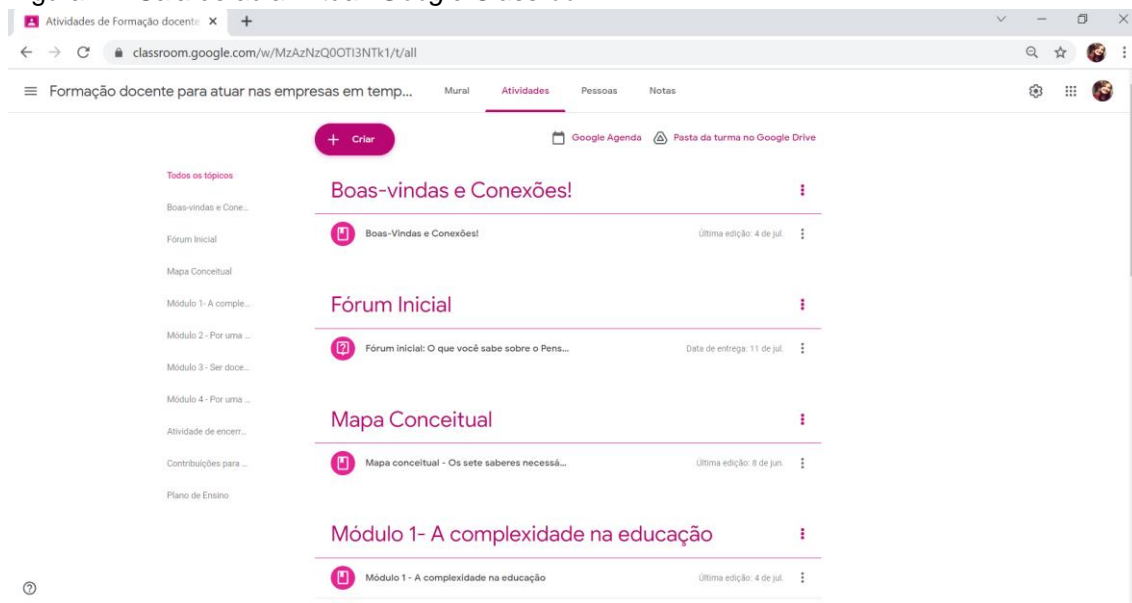 Atividades de Formação docente
classroom.google.com/w/MzAzNzQ0OTI3NTk1/t/all
Formação docente para atuar nas empresas em temp... Mural Atividades Pessoas Notas
+ Criar Google Agenda Pasta da turma no Google Drive
Todos os tópicos
Boas-vindas e Cone...
Fórum Inicial
Mapa Conceitual
Módulo 1- A comple...
Módulo 2 - Por uma ...
Módulo 3 - Ser doce...
Módulo 4 - Por uma ...
Atividade de encerr...
Contribuições para ...
Plano de Ensino
Boas-vindas e Conexões!
Boas-Vindas e Conexões! Última edição: 4 de jul.
Fórum Inicial
Fórum inicial: O que você sabe sobre o Pens... Data de entrega: 11 de jul.
Mapa Conceitual
Mapa conceitual - Os sete saberes necessá... Última edição: 8 de jun.
Módulo 1- A complexidade na educação
Módulo 1 - A complexidade na educação Última edição: 4 de jul.